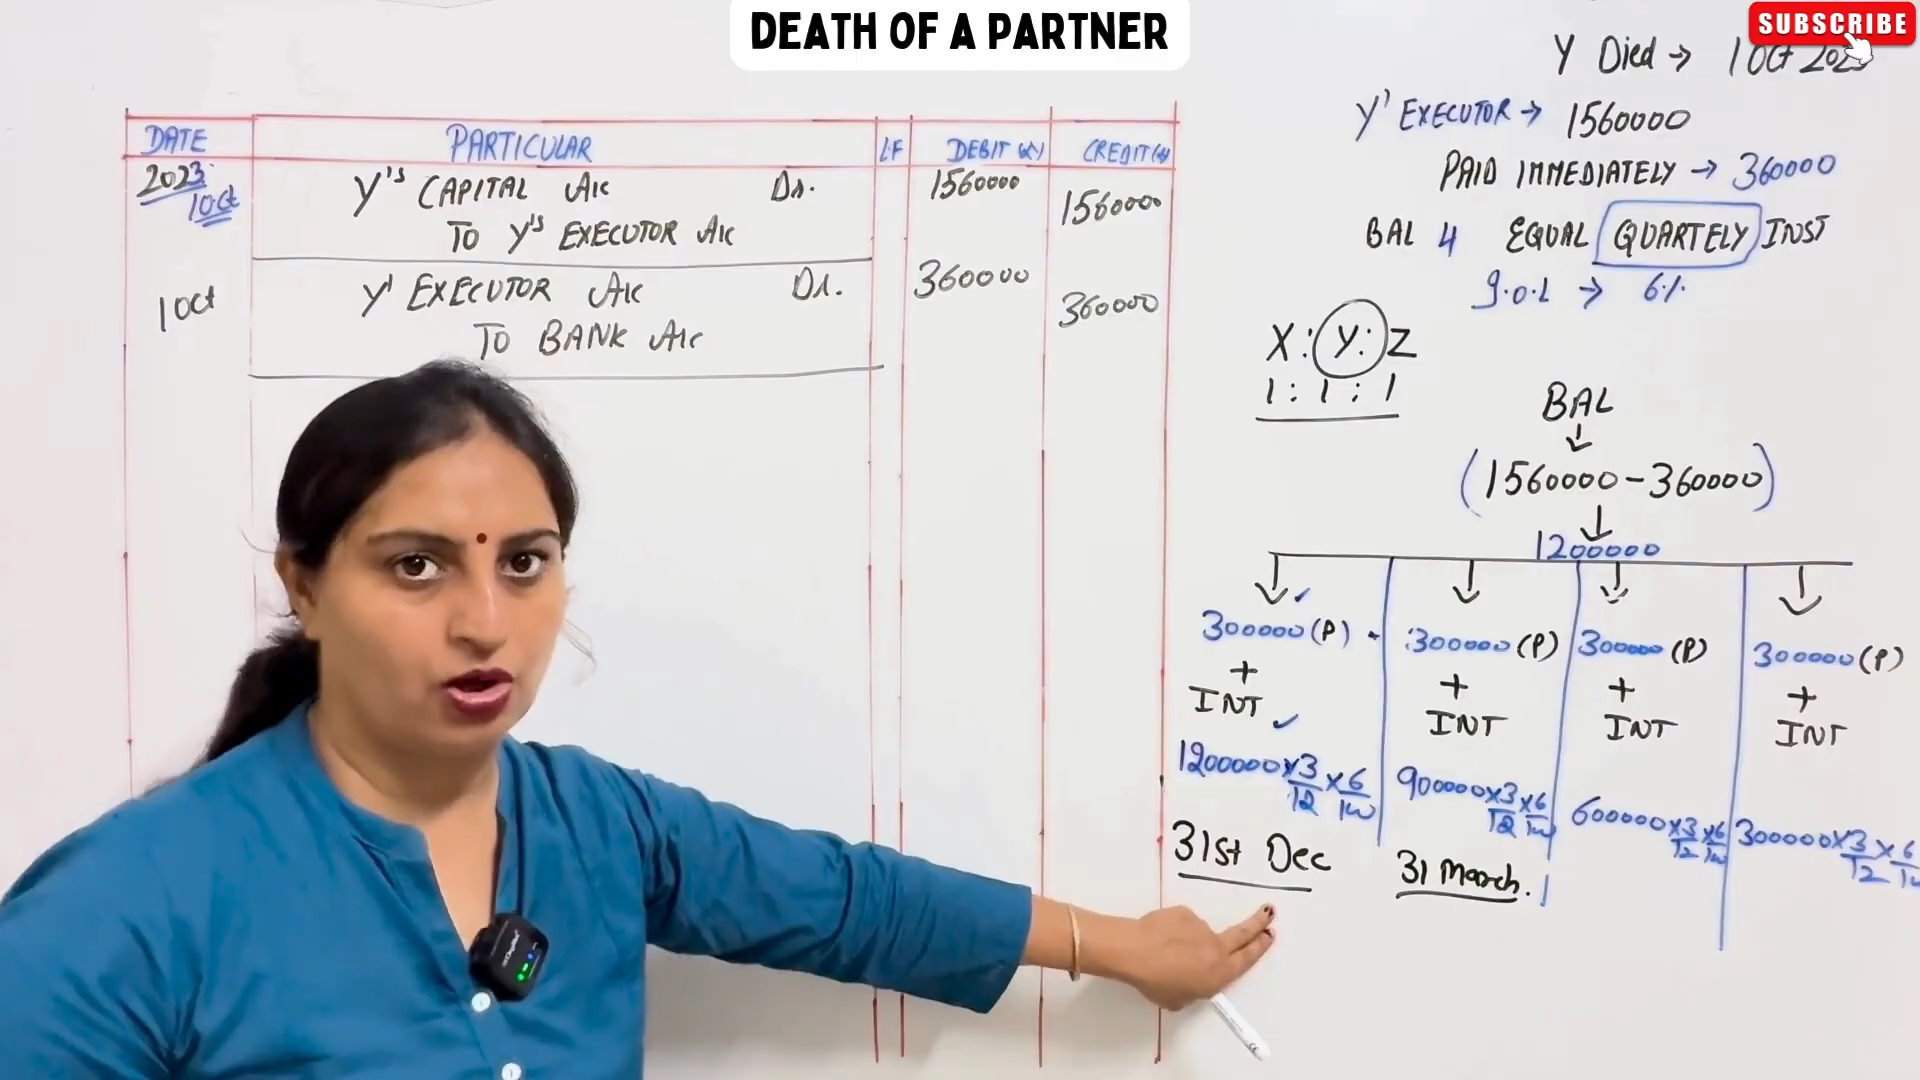 DEATH OF A PARTNER
SUBSCRIBE
Y Died → 1 Oct 2023
Y' EXECUTOR → 1560000
PAID IMMEDIATELY → 360000
BAL 4 EQUAL QUARTELY INST
I.O.L → 6%
X : Y : Z
1 : 1 : 1
DATE PARTICULAR L.F DEBIT (₹) CREDIT (₹)
2023
1 Oct Y's CAPITAL A/c Dr. 1560000
TO Y's EXECUTOR A/c 1560000
1 Oct Y' EXECUTOR A/c Dr. 360000
TO BANK A/c 360000
BAL
↓
(1560000 - 360000)
↓
1200000
300000 (P) 300000 (P) 300000 (P) 300000 (P)
+ + + +
INT INT INT INT
1200000 x 3/12 x 6/100 900000 x 3/12 x 6/100 600000 x 3/12 x 6/100 300000 x 3/12 x 6/100
31st Dec 31 March.